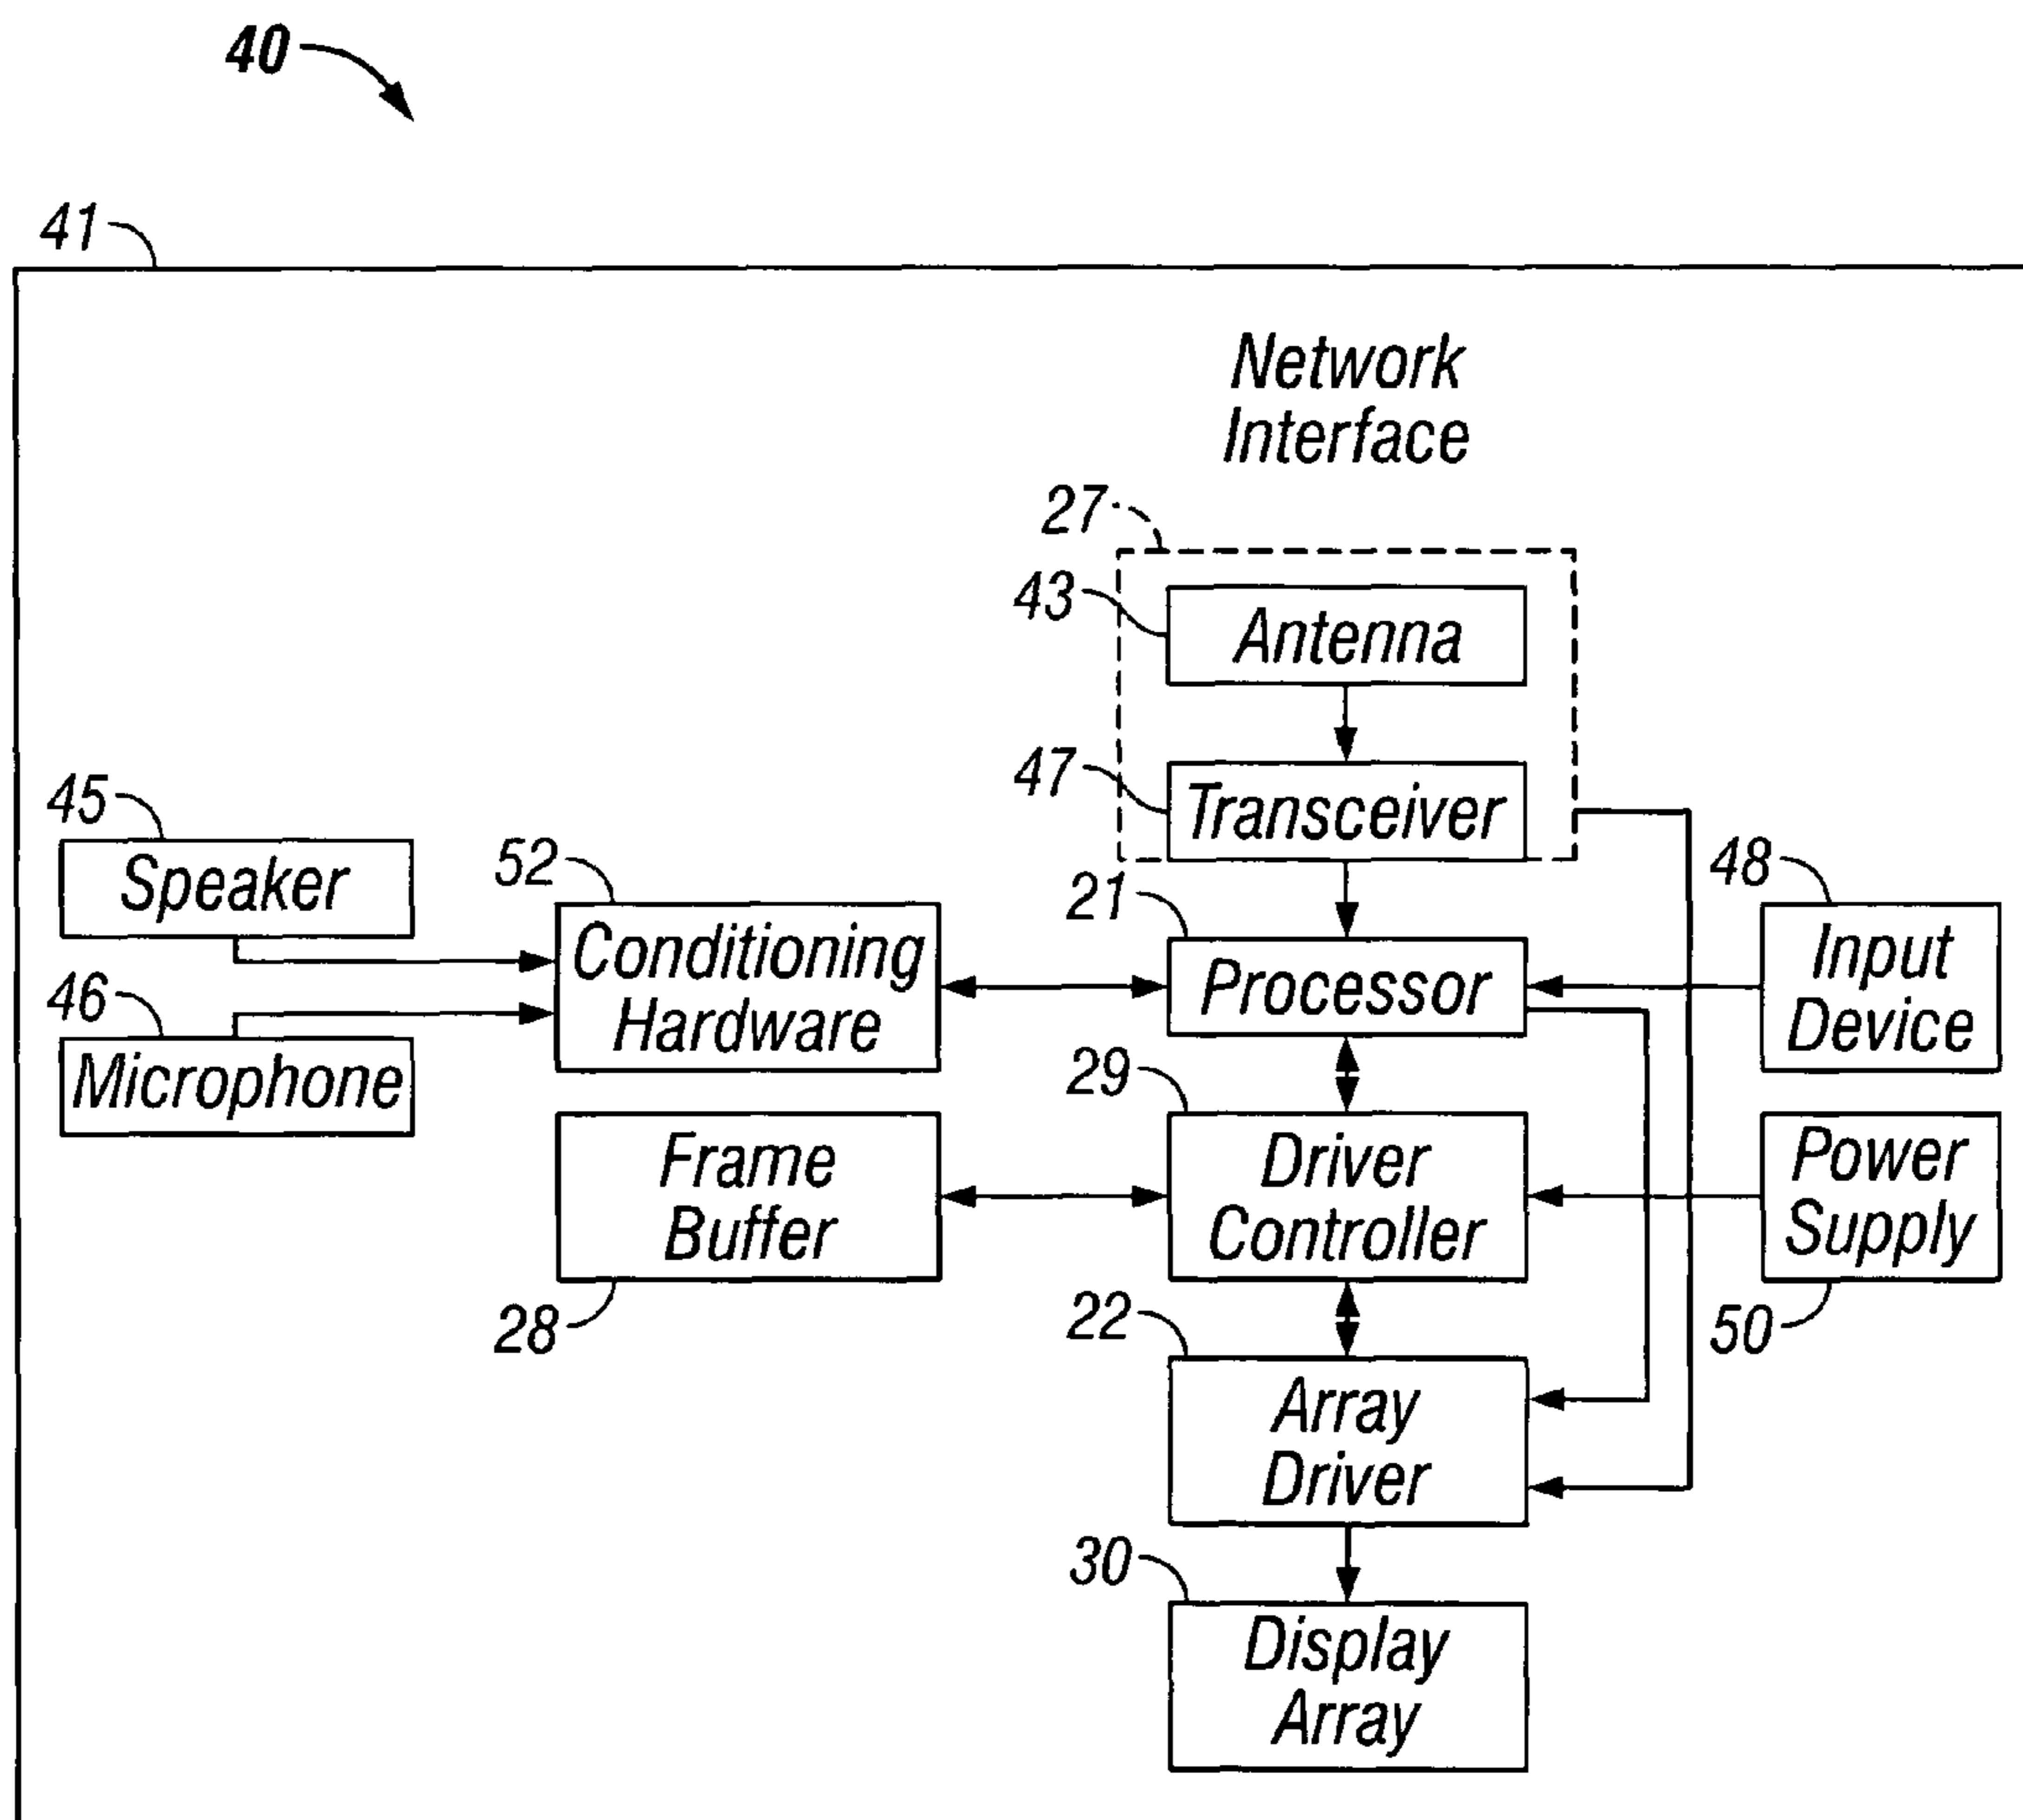 40
41
Network
Interface
27
43
Antenna
47
Transceiver
45
Speaker
52
Conditioning
Hardware
21
Processor
48
Input
Device
46
Microphone
29
Driver
Controller
Frame
Buffer
28
Power
Supply
50
22
Array
Driver
30
Display
Array